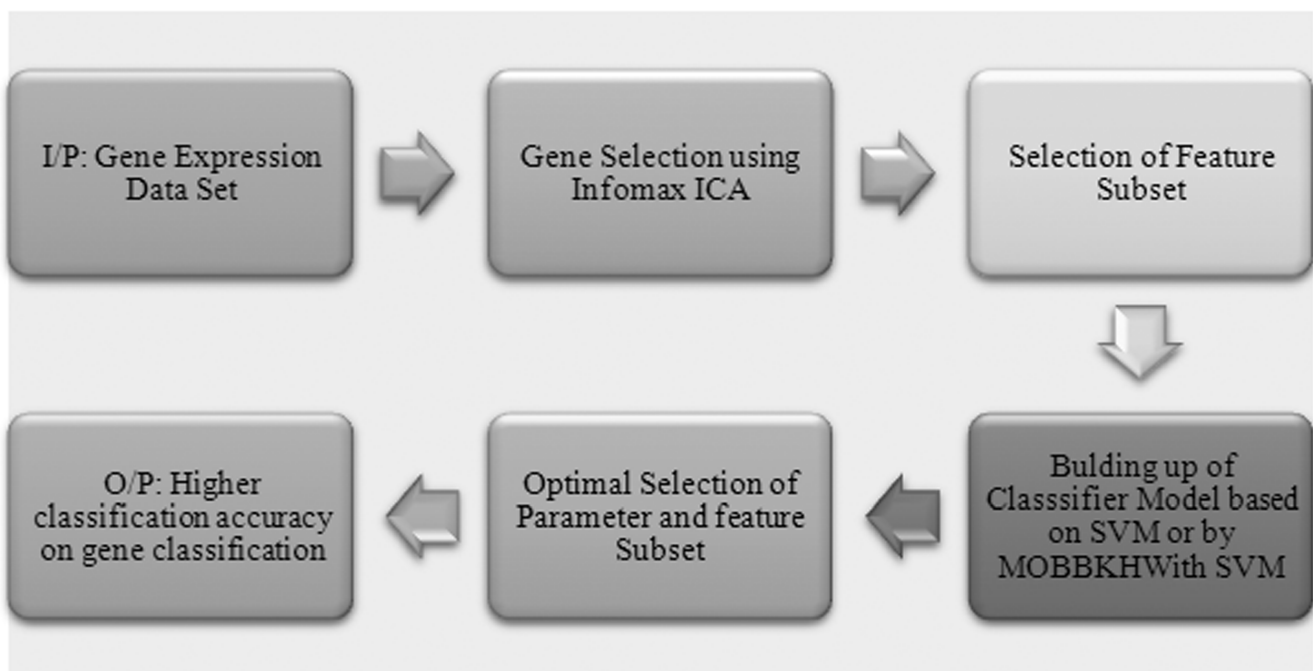 I/P: Gene Expression
Data Set
Gene Selection using
Infomax ICA
Selection of Feature
Subset
Bulding up of
Classsifier Model based
on SVM or by
MOBBKHWith SVM
Optimal Selection of
Parameter and feature
Subset
O/P: Higher
classification accuracy
on gene classification